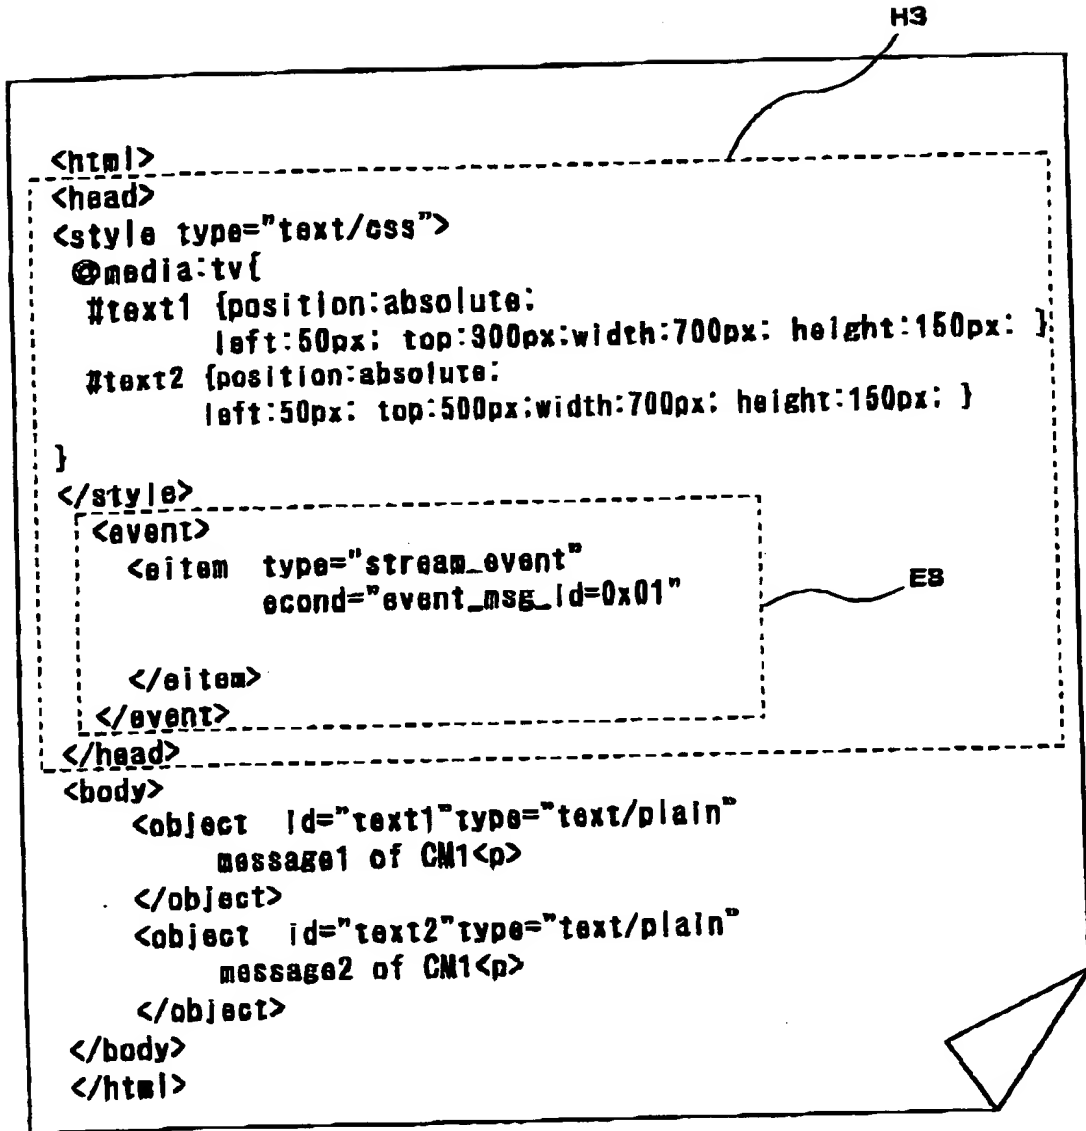 H3
<html>
<head>
<style type="text/css">
@media:tv{
#text1 {position:absolute;
left:50px; top:300px;width:700px; height:150px; }
#text2 {position:absolute;
left:50px; top:500px;width:700px; height:150px; }
}
</style>
<event>
<eitem type="stream_event"
econd="event_msg_id=0x01"
E3
</eitem>
</event>
</head>
<body>
<object id="text1"type="text/plain"
message1 of CM1<p>
</object>
<object id="text2"type="text/plain"
message2 of CM1<p>
</object>
</body>
</html>